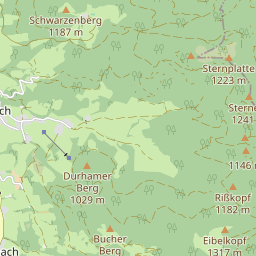 Schwarzenberg
1187 m
Sternplatte
1223 m
ch
Sterne
1241
1146 m
Durhamer
Berg
1029 m
Rißkopf
1182 m
Bucher
Berg
Eibelkopf
1317 m
ach